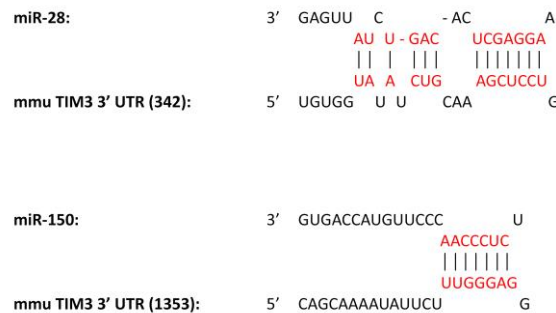 miR-28: 3′ GAGUU C - AC A
AU U - GAC UCGAGGA
|| | ||| |||||||
UA A CUG AGCUCCU
mmu TIM3 3’ UTR (342): 5′ UGUGG U U CAA G
miR-150: 3′ GUGACCAUGUUCCC U
AACCCUC
|||||||
UUGGGAG
mmu TIM3 3’ UTR (1353): 5′ CAGCAAAAUAUUCU G